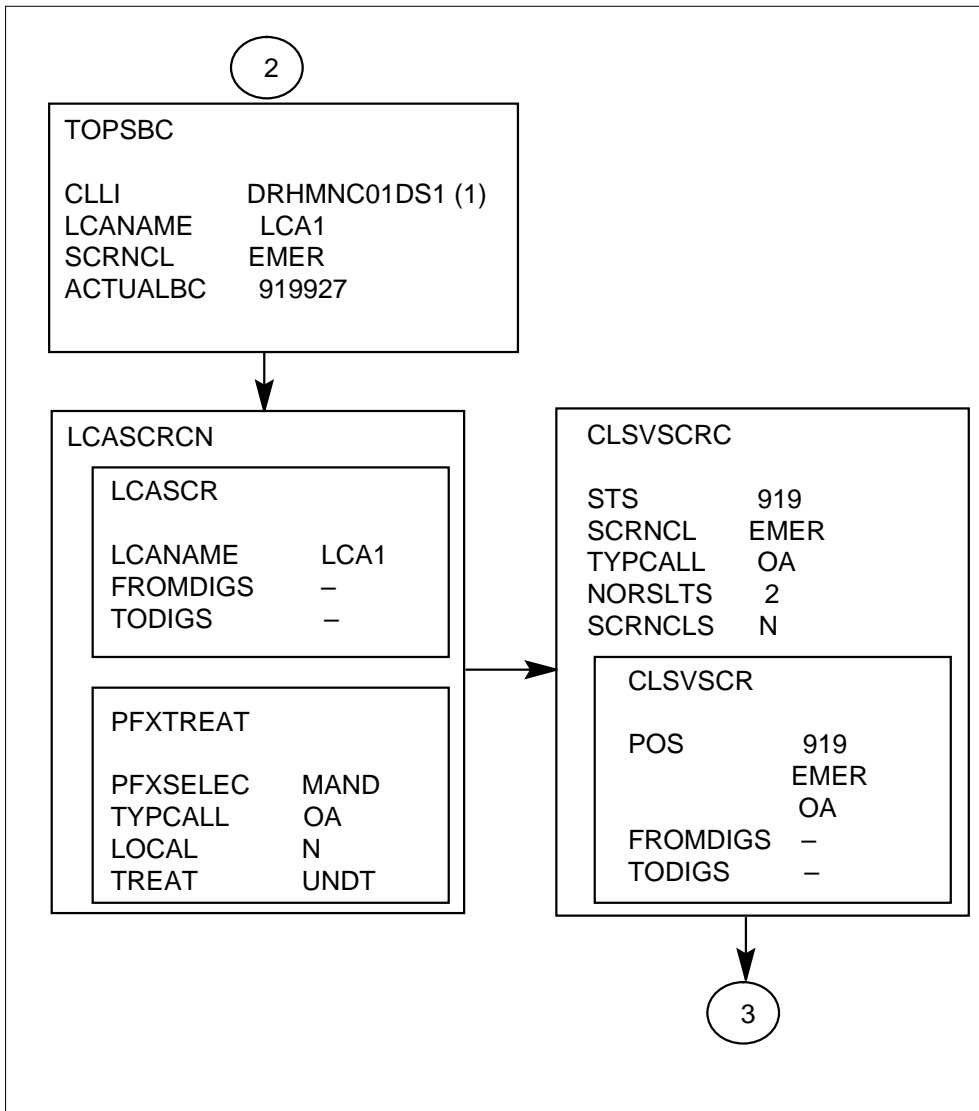 2
TOPSBC
CLLI DRHMNC01DS1 (1)
LCANAME LCA1
SCRNCL EMER
ACTUALBC 919927
LCASCRCN
LCASCR
LCANAME LCA1
FROMDIGS –
TODIGS –
PFXTREAT
PFXSELEC MAND
TYPCALL OA
LOCAL N
TREAT UNDT
CLSVSCRC
STS 919
SCRNCL EMER
TYPCALL OA
NORSLTS 2
SCRNCLS N
CLSVSCR
POS 919
EMER
OA
FROMDIGS –
TODIGS –
3